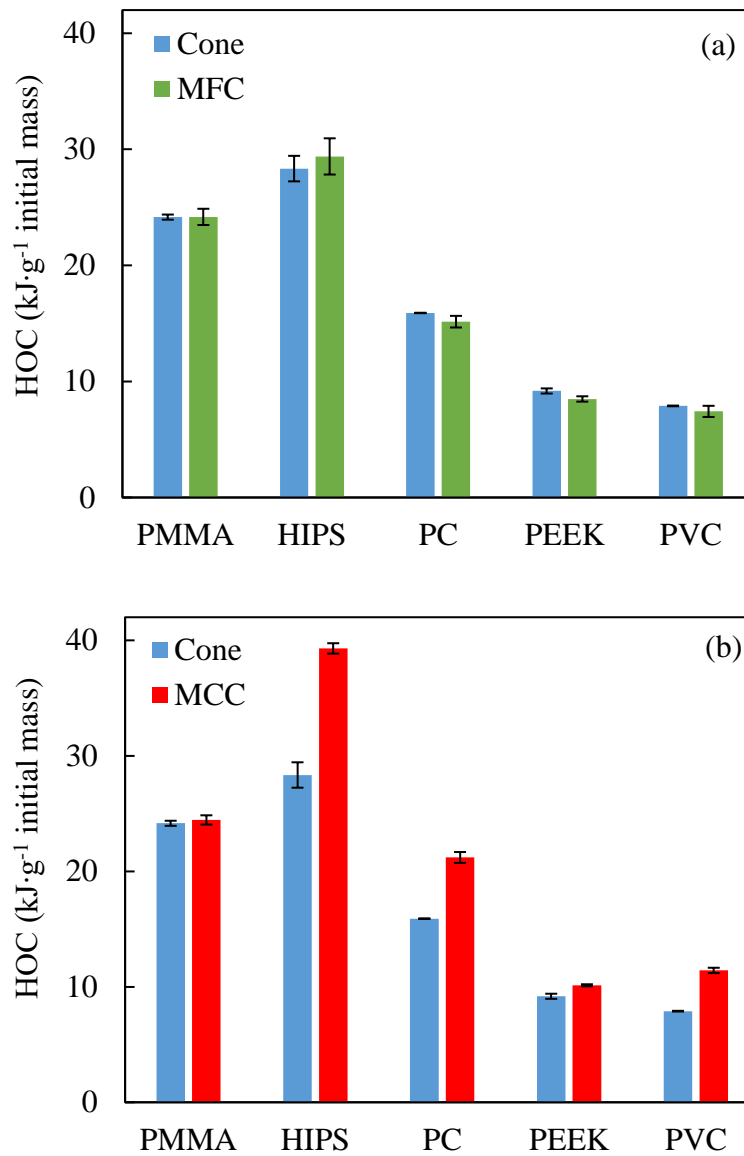 (a)
Cone
MFC
HOC (kJ·g⁻¹ initial mass)
40
30
20
10
0
PMMA HIPS PC PEEK PVC
(b)
Cone
MCC
HOC (kJ·g⁻¹ initial mass)
40
30
20
10
0
PMMA HIPS PC PEEK PVC